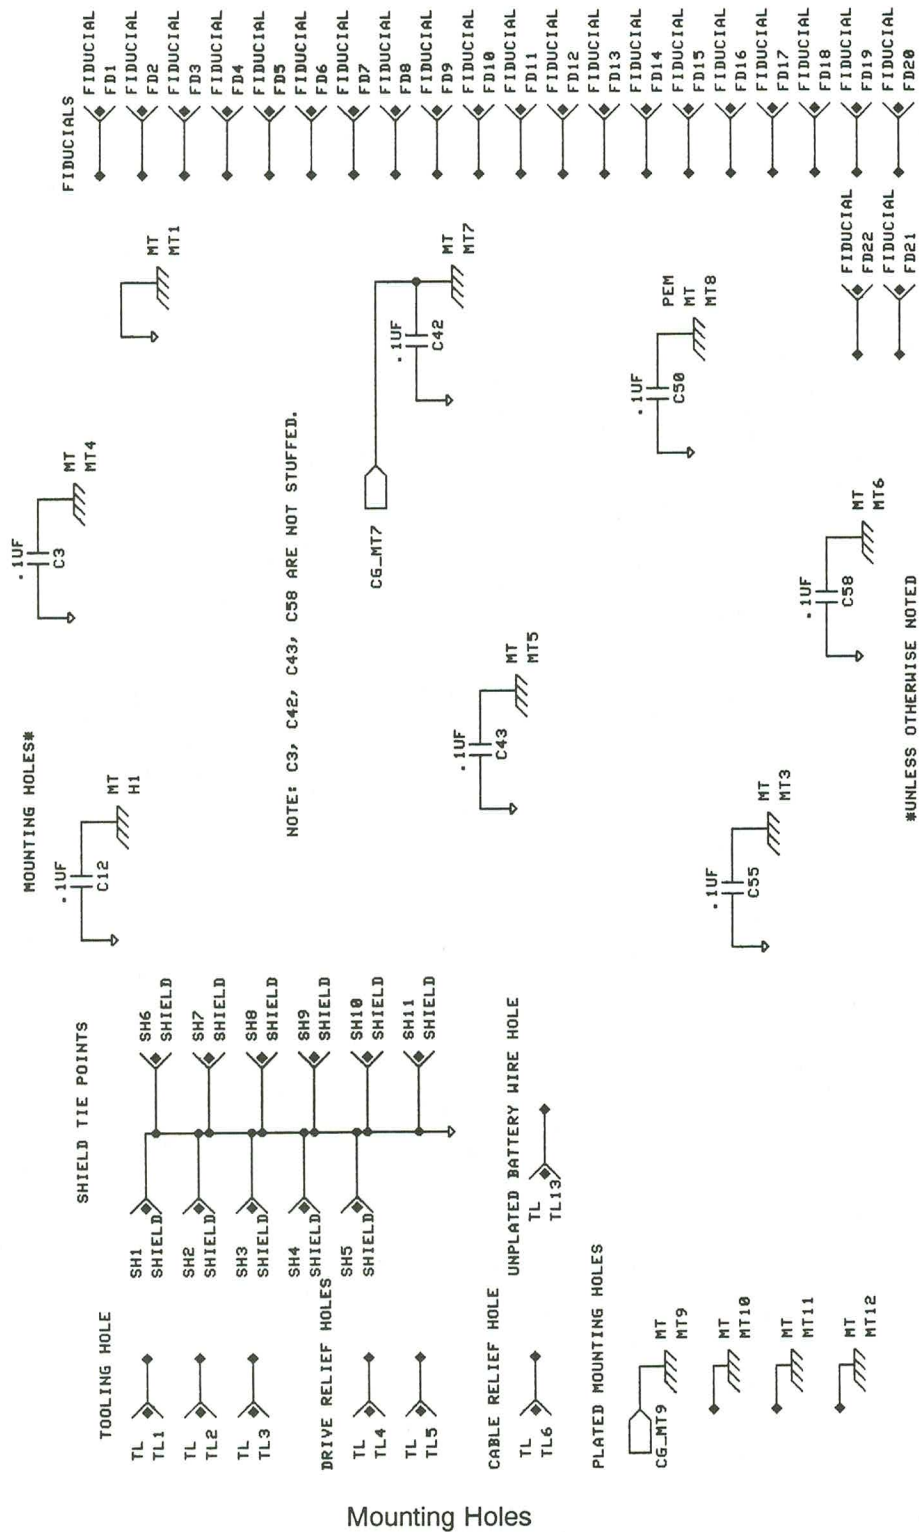 TOOLING HOLE
TL
TL1
TL
TL2
TL
TL3
DRIVE RELIEF HOLES
TL
TL4
TL
TL5
CABLE RELIEF HOLE
TL
TL6
PLATED MOUNTING HOLES
CG_MT9
MT
MT9
MT
MT10
MT
MT11
MT
MT12
SHIELD TIE POINTS
SH1
SHIELD
SH2
SHIELD
SH3
SHIELD
SH4
SHIELD
SH5
SHIELD
SH6
SHIELD
SH7
SHIELD
SH8
SHIELD
SH9
SHIELD
SH10
SHIELD
SH11
SHIELD
UNPLATED BATTERY WIRE HOLE
TL
TL13
MOUNTING HOLES*
.1UF
C12
MT
H1
.1UF
C3
MT
MT4
MT
MT1
NOTE: C3, C42, C43, C58 ARE NOT STUFFED.
CG_MT7
.1UF
C42
MT
MT7
.1UF
C43
MT
MT5
.1UF
C50
PEM
MT
MT8
.1UF
C55
MT
MT3
.1UF
C58
MT
MT6
*UNLESS OTHERWISE NOTED
FIDUCIALS
FIDUCIAL
FD1
FIDUCIAL
FD2
FIDUCIAL
FD3
FIDUCIAL
FD4
FIDUCIAL
FD5
FIDUCIAL
FD6
FIDUCIAL
FD7
FIDUCIAL
FD8
FIDUCIAL
FD9
FIDUCIAL
FD10
FIDUCIAL
FD11
FIDUCIAL
FD12
FIDUCIAL
FD13
FIDUCIAL
FD14
FIDUCIAL
FD15
FIDUCIAL
FD16
FIDUCIAL
FD17
FIDUCIAL
FD18
FIDUCIAL
FD19
FIDUCIAL
FD20
FIDUCIAL
FD22
FIDUCIAL
FD21
Mounting Holes